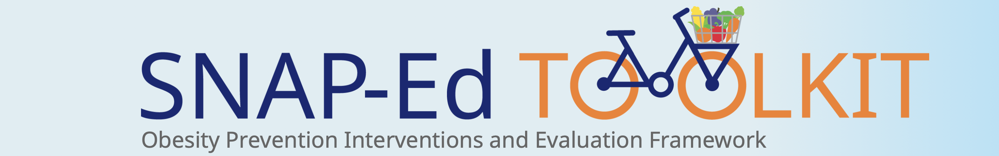 SNAP-Ed TOOLKIT
Obesity Prevention Interventions and Evaluation Framework